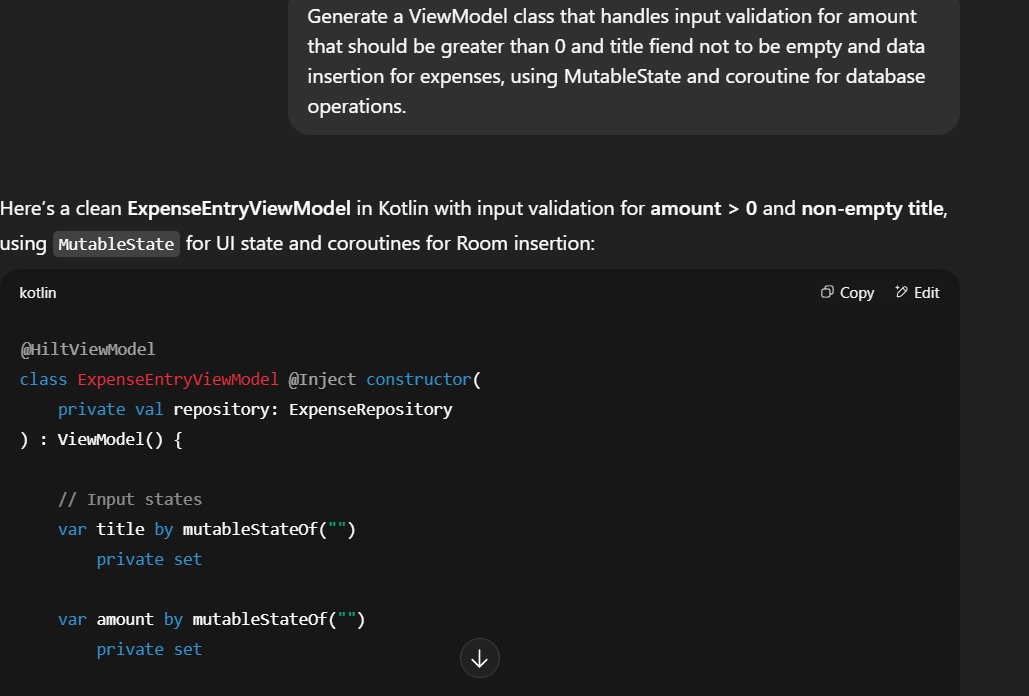 Generate a ViewModel class that handles input validation for amount
that should be greater than 0 and title fiend not to be empty and data
insertion for expenses, using MutableState and coroutine for database
operations.
Here's a clean ExpenseEntryViewModel in Kotlin with input validation for amount > 0 and non-empty title,
using MutableState for UI state and coroutines for Room insertion:
kotlin
Copy
Edit
@HiltViewModel
class ExpenseEntryViewModel @Inject constructor(
    private val repository: ExpenseRepository
) : ViewModel() {
    // Input states
    var title by mutableStateOf("")
        private set
    var amount by mutableStateOf("")
        private set